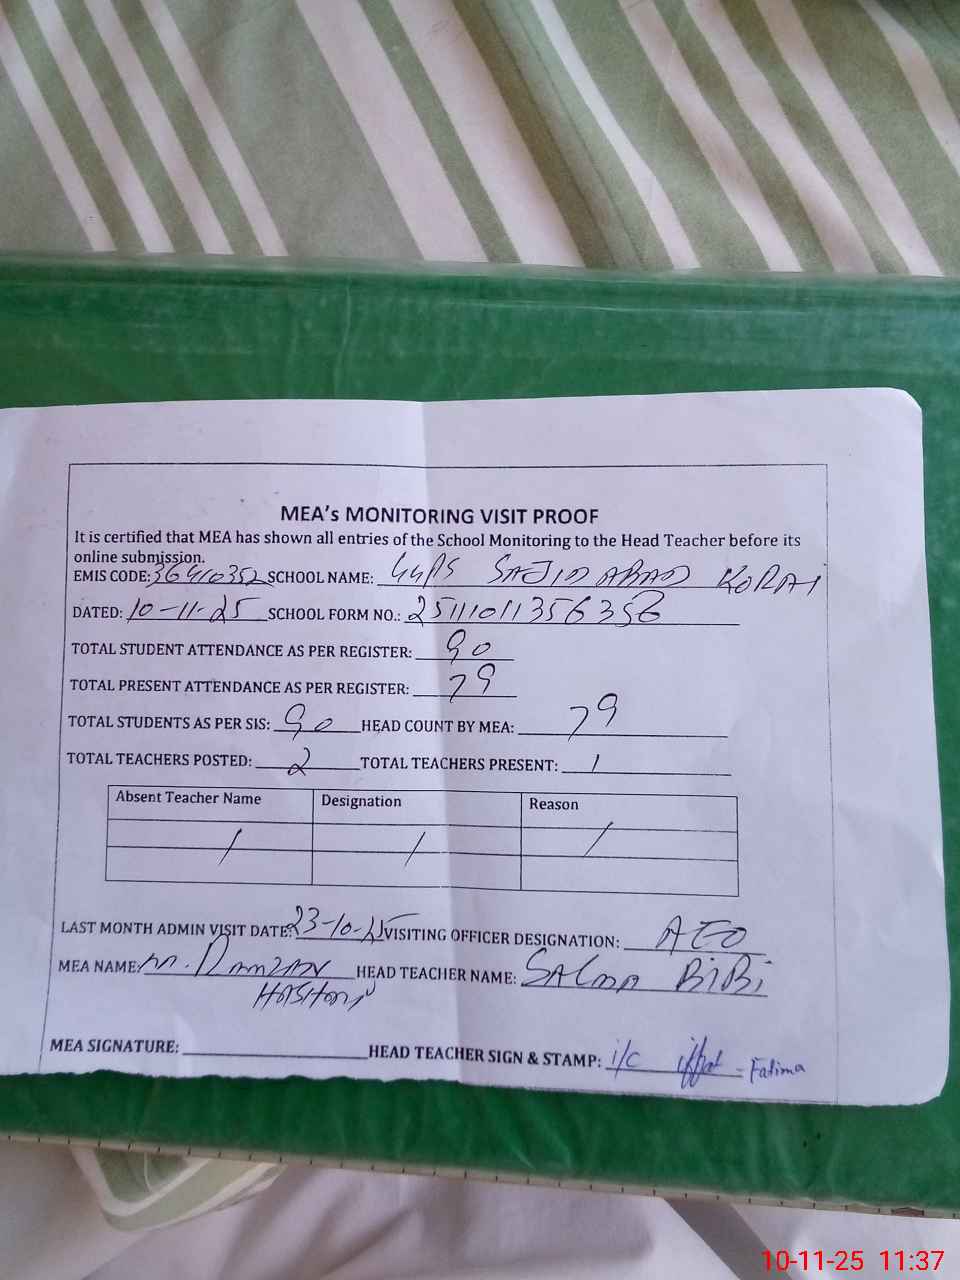 MEA's MONITORING VISIT PROOF
It is certified that MEA has shown all entries of the School Monitoring to the Head Teacher before its
online submission.
EMIS CODE: 36410352 SCHOOL NAME: GGPS SAJID ABAD KORAI
DATED: 10-11-25 SCHOOL FORM NO.: 2511101135635
TOTAL STUDENT ATTENDANCE AS PER REGISTER: 90
TOTAL PRESENT ATTENDANCE AS PER REGISTER: 79
TOTAL STUDENTS AS PER SIS: 90 HEAD COUNT BY MEA: 79
TOTAL TEACHERS POSTED: 2 TOTAL TEACHERS PRESENT: 1
Absent Teacher Name Designation Reason
/ / /
LAST MONTH ADMIN VISIT DATE: 23-10-25 VISITING OFFICER DESIGNATION: AEO
MEA NAME: M. RAMZAN HEAD TEACHER NAME: SALMA BiBi
HASHMI
MEA SIGNATURE: HEAD TEACHER SIGN & STAMP: i/c iffat = Fatima
10-11-25 11:37